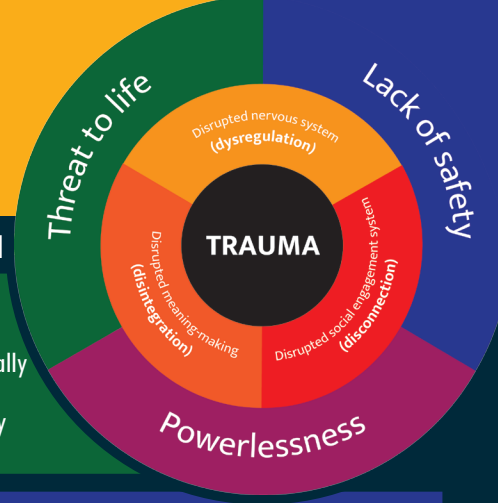 Threat to life
Lack of safety
Disrupted nervous system
(dysregulation)
TRAUMA
Disrupted social engagement system
(disconnection)
Disrupted meaning-making
(disintegration)
Powerlessness
ally
y